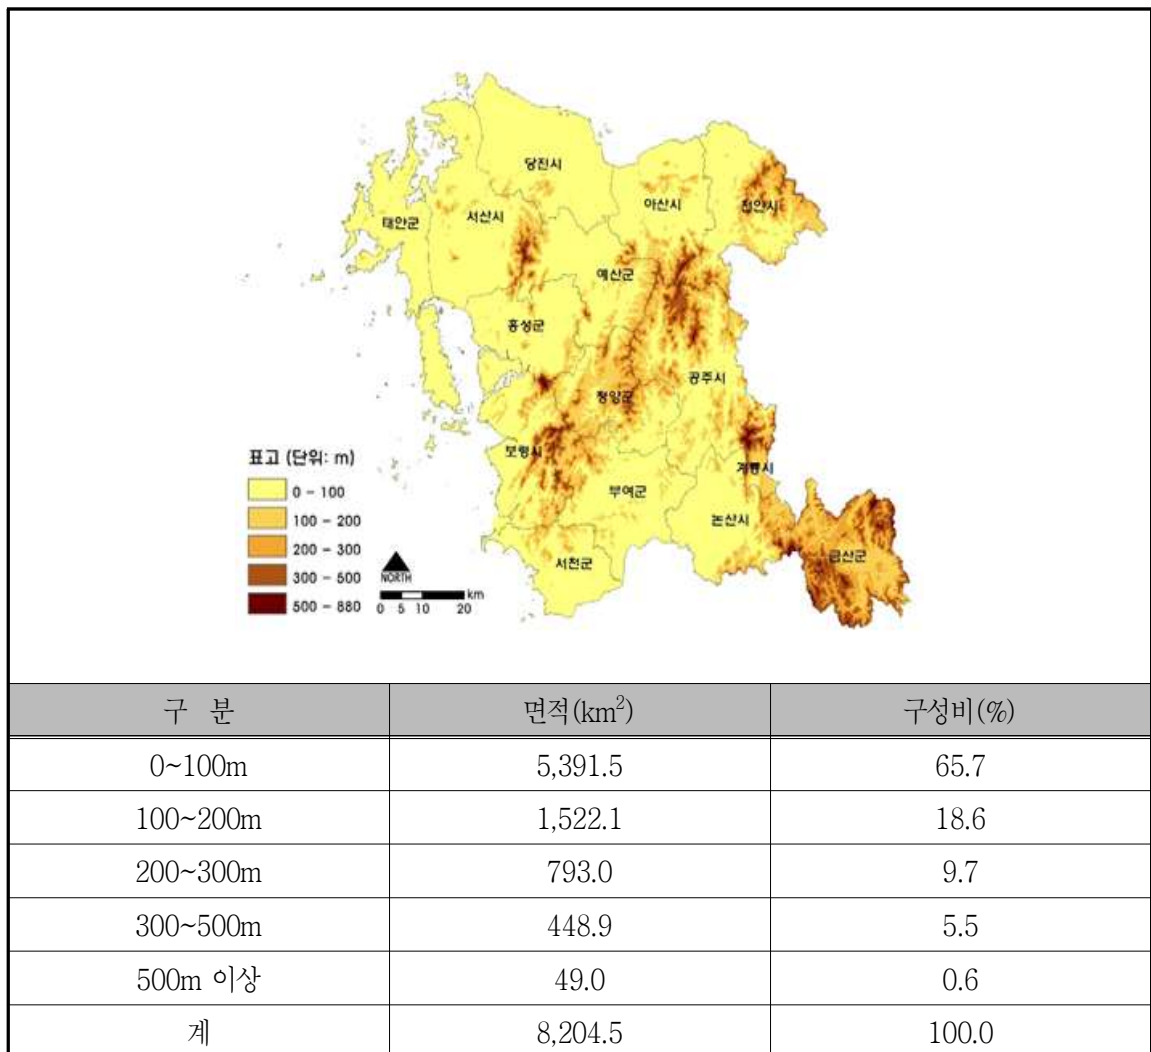 당진시
아산시
천안시
서산시
태안군
예산군
홍성군
공주시
청양군
보령시
계룡시
부여군
논산시
금산군
서천군
표고 (단위: m)
0 - 100
100 - 200
200 - 300
300 - 500
500 - 880
NORTH
km
0 5 10 20
구 분 면적(km²) 구성비(%)
0~100m 5,391.5 65.7
100~200m 1,522.1 18.6
200~300m 793.0 9.7
300~500m 448.9 5.5
500m 이상 49.0 0.6
계 8,204.5 100.0